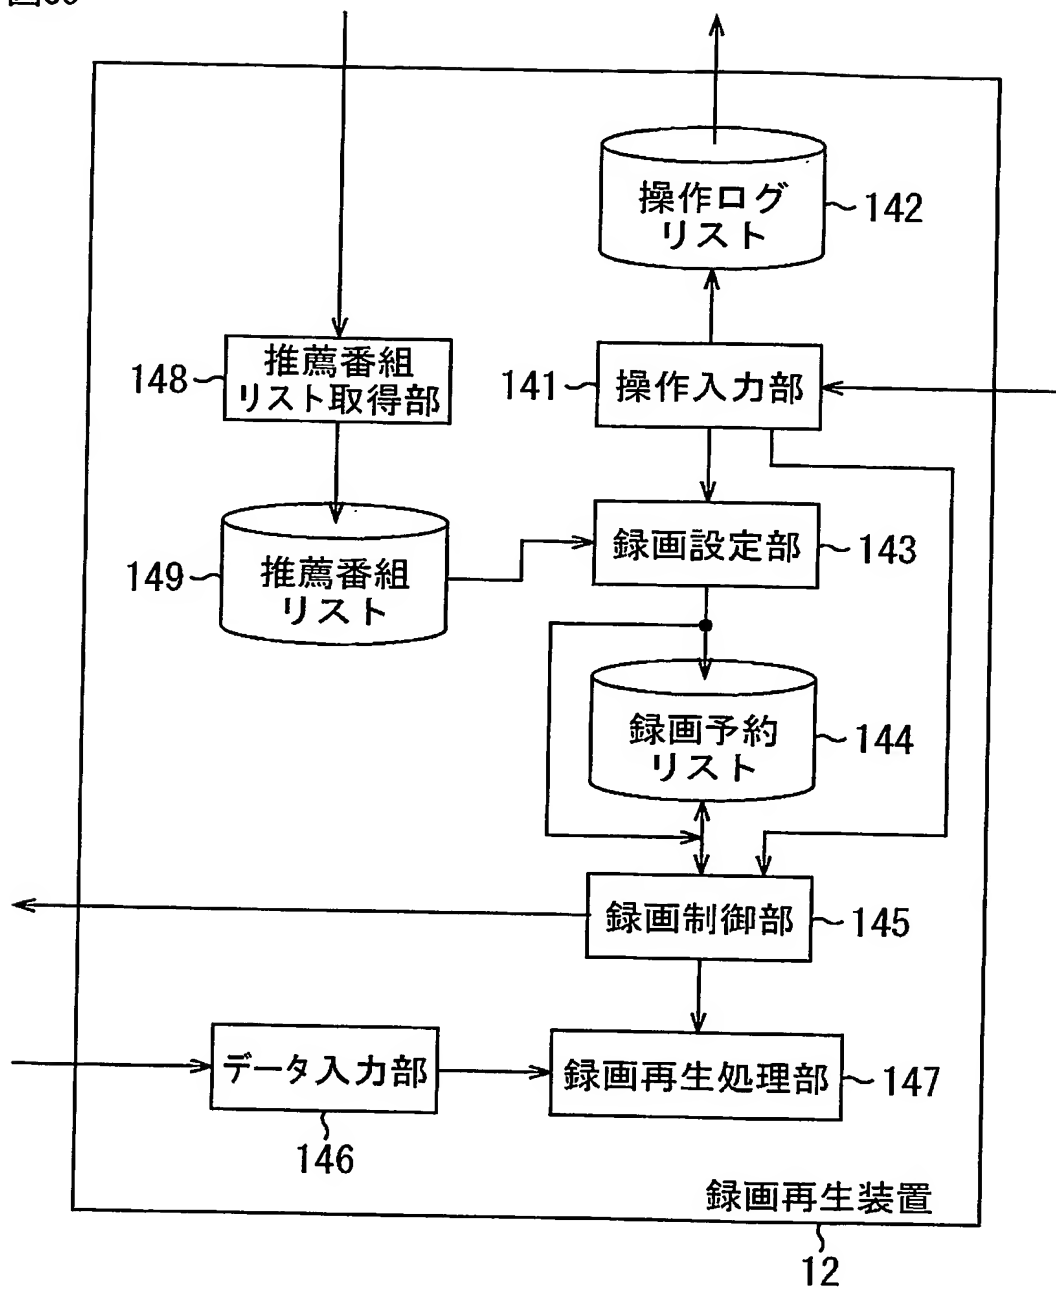 操作ログ
リスト
142
148
推薦番組
リスト取得部
141
操作入力部
149
推薦番組
リスト
録画設定部
143
録画予約
リスト
144
録画制御部
145
データ入力部
146
録画再生処理部
147
録画再生装置
12